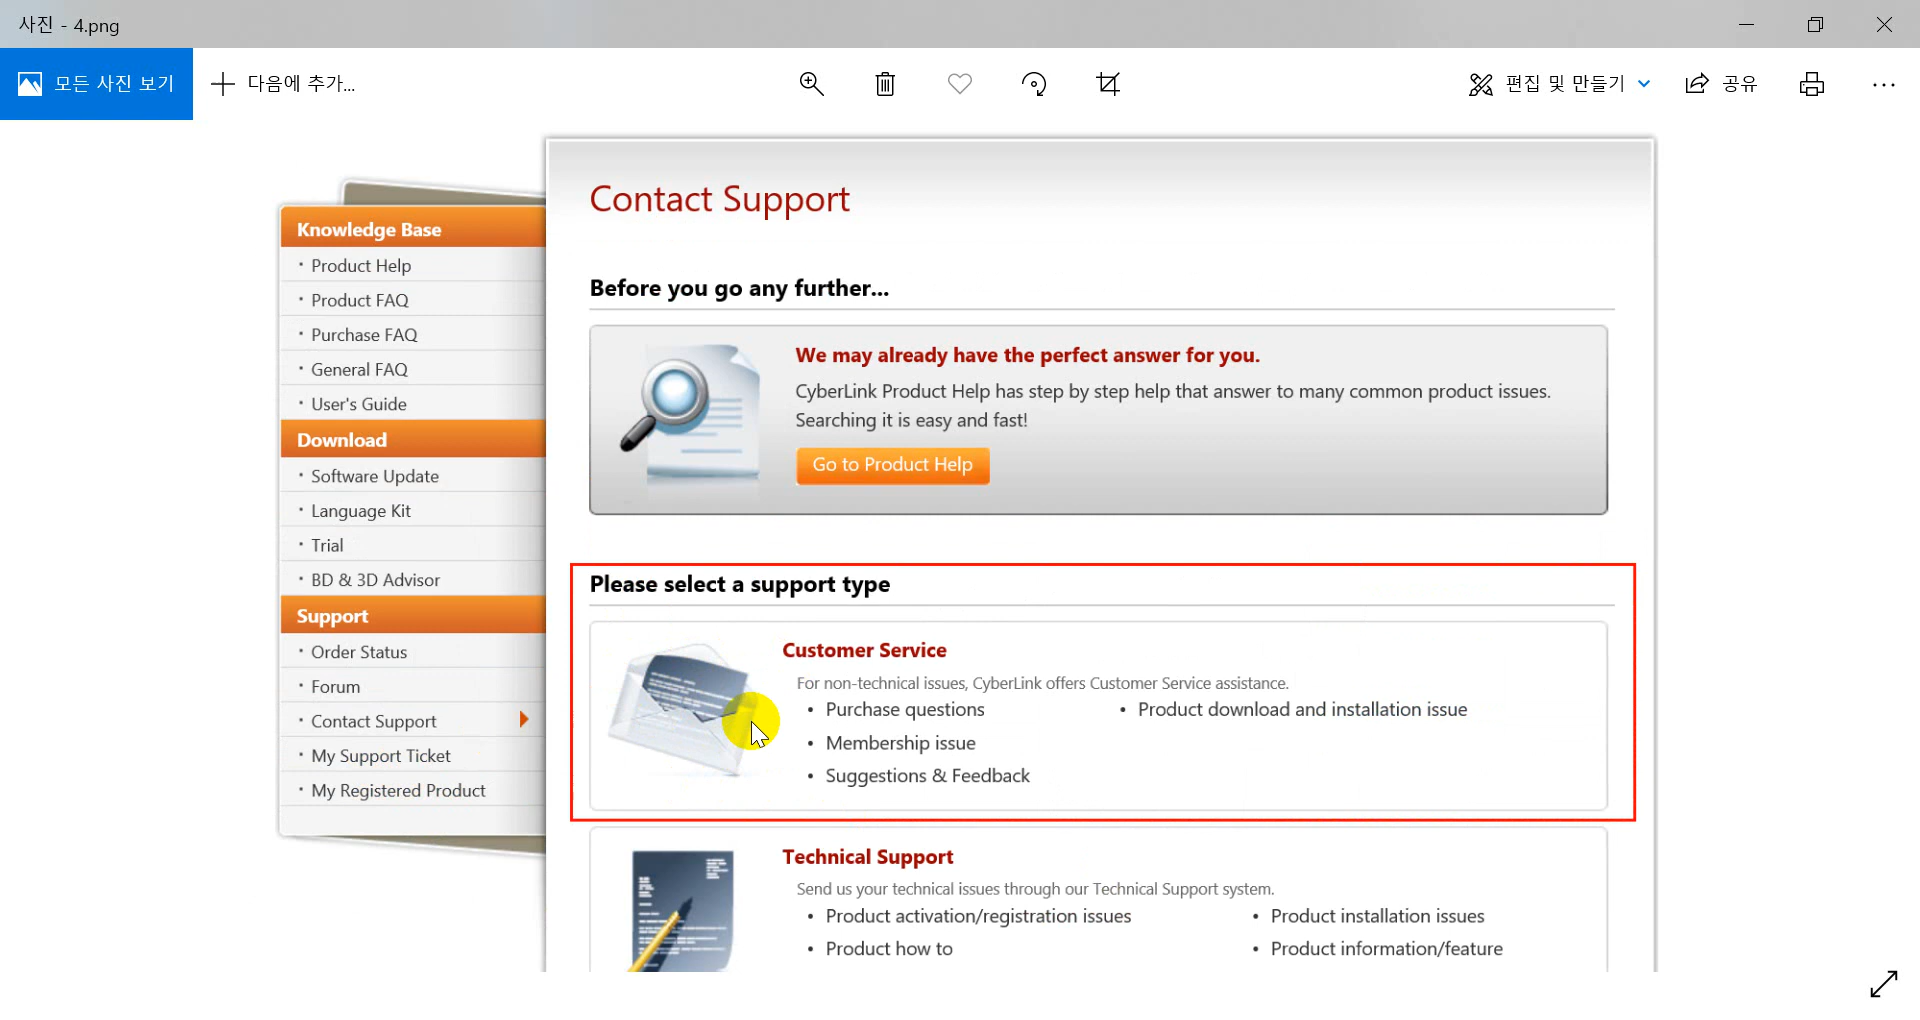 사진 - 4.png
모든 사진 보기
다음에 추가...
편집 및 만들기
공유
Contact Support
Knowledge Base
· Product Help
· Product FAQ
· Purchase FAQ
· General FAQ
· User's Guide
Download
· Software Update
· Language Kit
· Trial
· BD & 3D Advisor
Support
· Order Status
· Forum
· Contact Support
· My Support Ticket
· My Registered Product
Before you go any further...
We may already have the perfect answer for you.
CyberLink Product Help has step by step help that answer to many common product issues.
Searching it is easy and fast!
Go to Product Help
Please select a support type
Customer Service
For non-technical issues, CyberLink offers Customer Service assistance.
• Purchase questions
• Product download and installation issue
• Membership issue
• Suggestions & Feedback
Technical Support
Send us your technical issues through our Technical Support system.
• Product activation/registration issues
• Product installation issues
• Product how to
• Product information/feature